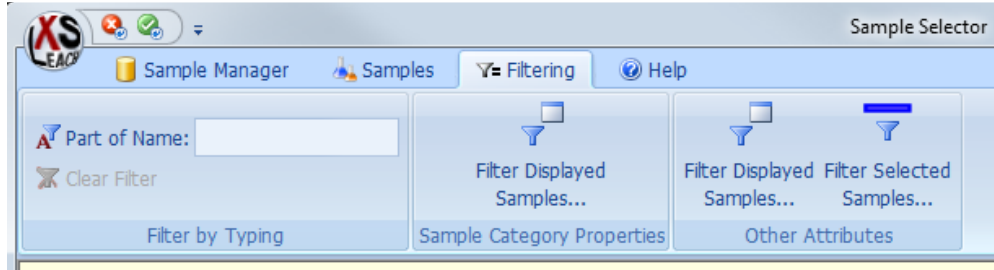 XS
LEACH
Sample Selector
Sample Manager
Samples
Filtering
Help
Part of Name:
Clear Filter
Filter by Typing
Filter Displayed
Samples...
Sample Category Properties
Filter Displayed
Samples...
Filter Selected
Samples...
Other Attributes